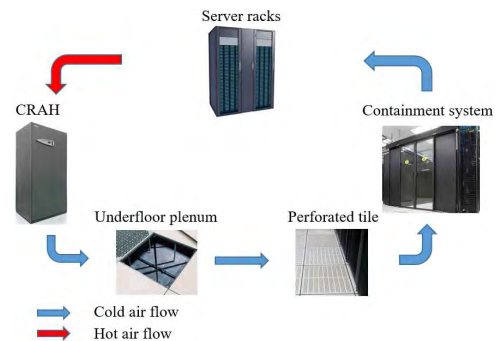 Server racks
CRAH
Containment system
Underfloor plenum
Perforated tile
Cold air flow
Hot air flow